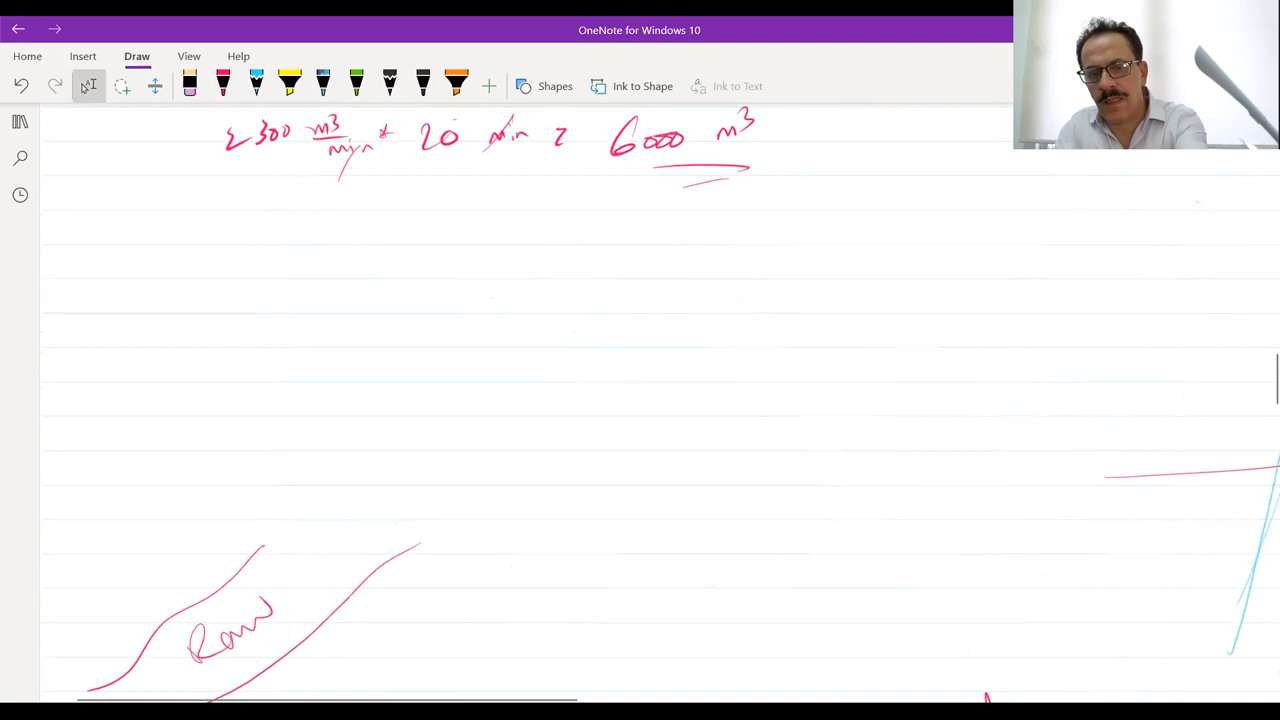 OneNote for Windows 10
Home Insert Draw View Help
Shapes Ink to Shape Ink to Text
= 300 m3/min * 20 min = 6000 m3
Raw